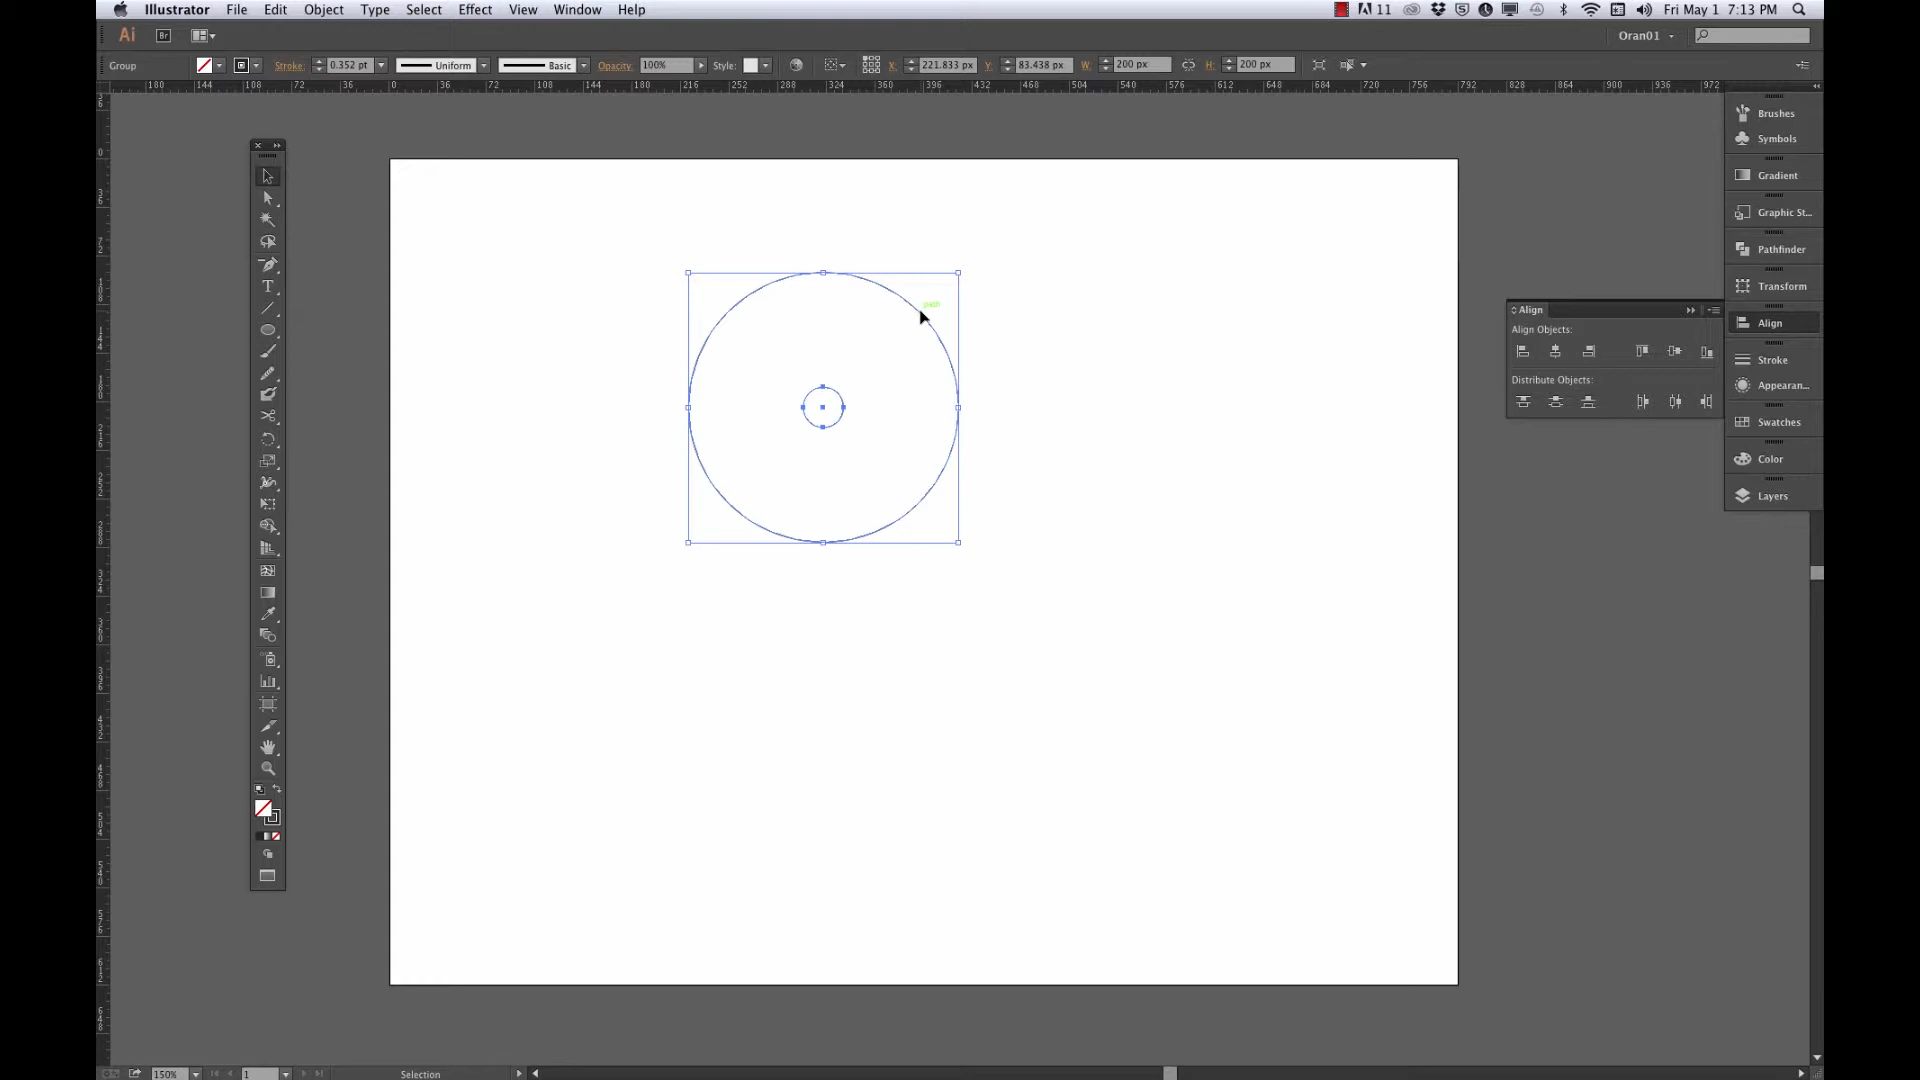 Illustrator File Edit Object Type Select Effect View Window Help
11 Fri May 1 7:13 PM
Ai Br Oran01
Group Stroke: 0.352 pt Uniform Basic Opacity: 100% Style: X: 221.833 px Y: 83.438 px W: 200 px H: 200 px
180 144 108 72 36 0 36 72 108 144 180 216 252 288 324 360 396 432 468 504 540 576 612 648 684 720 756 792 828 864 900 936 972
Brushes
Symbols
Gradient
Graphic St...
Pathfinder
Transform
Align
Stroke
Appearan...
Swatches
Color
Layers
Align
Align Objects:
Distribute Objects:
path
T
150% 1 Selection